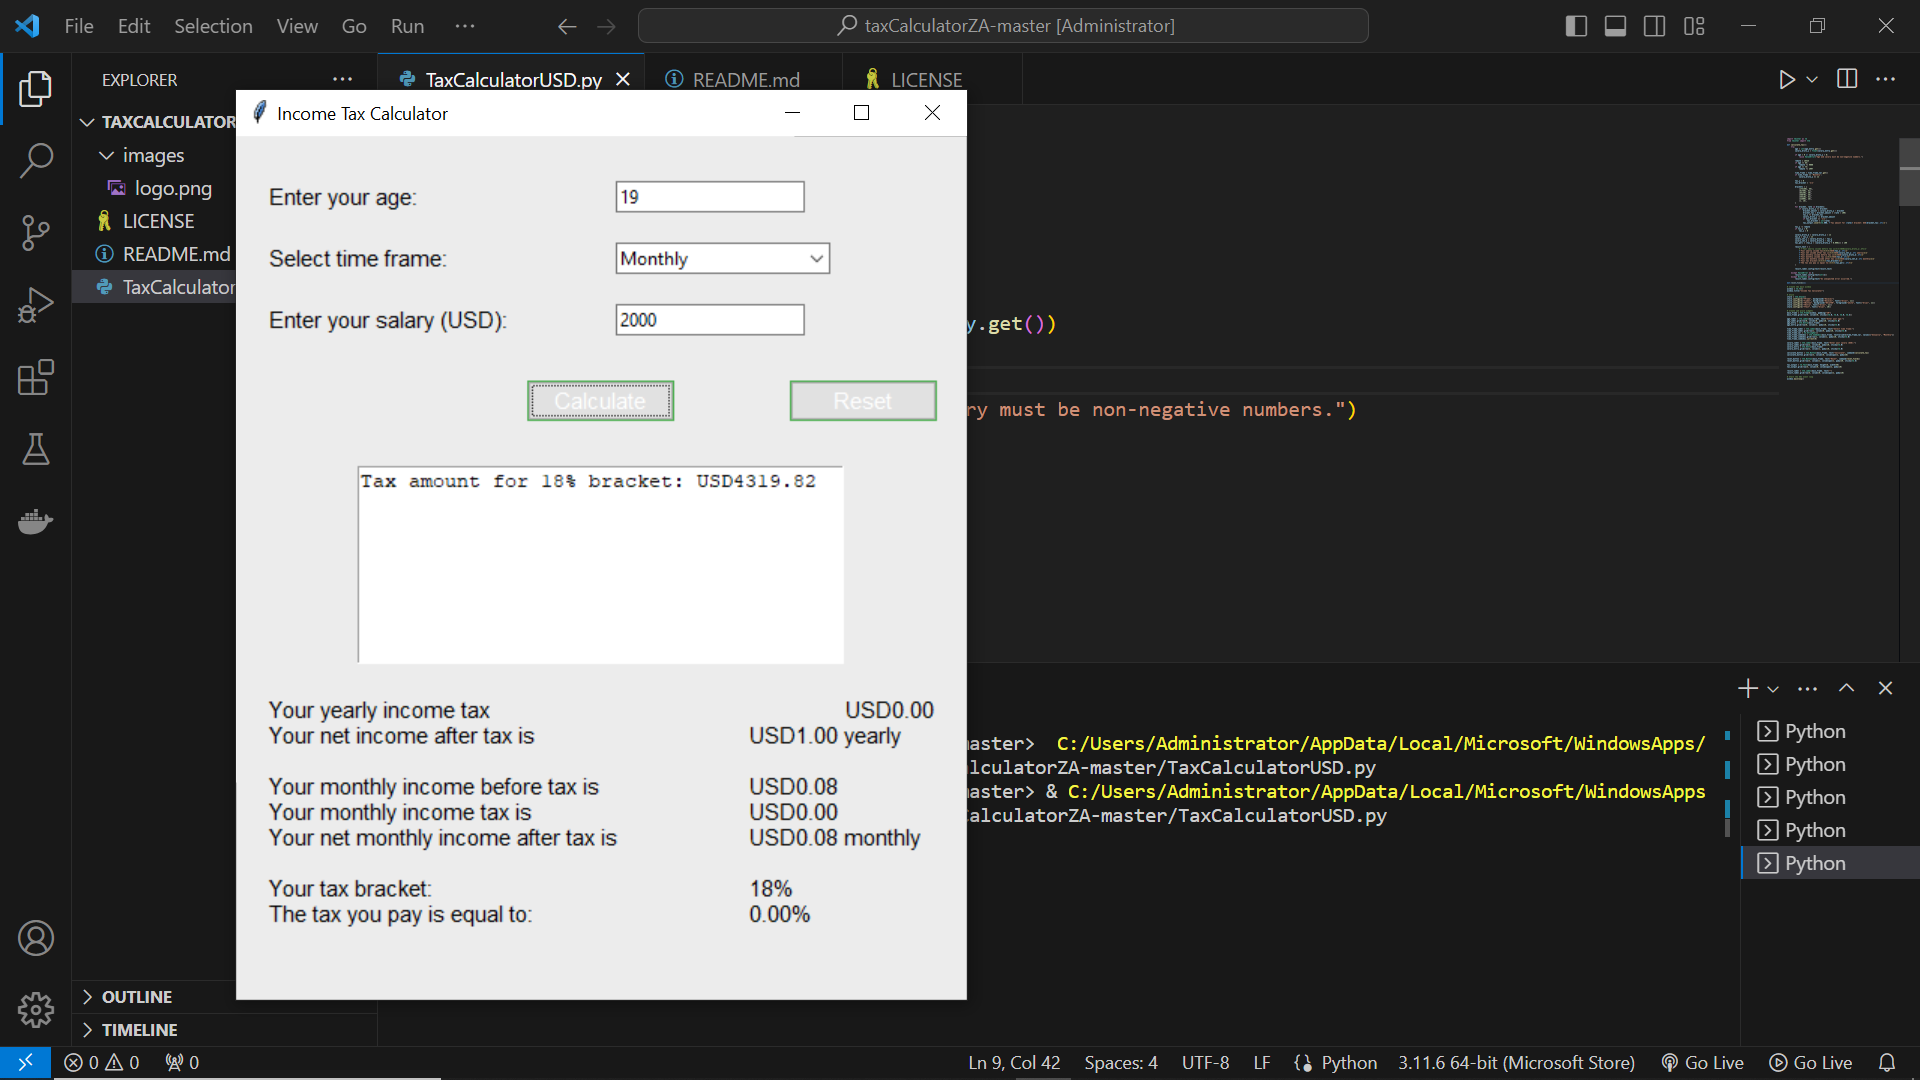 File Edit Selection View Go Run ···
taxCalculatorZA-master [Administrator]
EXPLORER ···
TAXCALCULATOR
images
logo.png
LICENSE
README.md
TaxCalculator
OUTLINE
TIMELINE
TaxCalculatorUSD.py
README.md
LICENSE
Income Tax Calculator
Enter your age: 19
Select time frame: Monthly
Enter your salary (USD): 2000
Calculate Reset
Tax amount for 18% bracket: USD4319.82
Your yearly income tax USD0.00
Your net income after tax is USD1.00 yearly
Your monthly income before tax is USD0.08
Your monthly income tax is USD0.00
Your net monthly income after tax is USD0.08 monthly
Your tax bracket: 18%
The tax you pay is equal to: 0.00%
y.get())
ry must be non-negative numbers.")
aster> C:/Users/Administrator/AppData/Local/Microsoft/WindowsApps/
lculatorZA-master/TaxCalculatorUSD.py
aster> & C:/Users/Administrator/AppData/Local/Microsoft/WindowsApps
alculatorZA-master/TaxCalculatorUSD.py
Python
Python
Python
Python
Python
0 0 0
Ln 9, Col 42 Spaces: 4 UTF-8 LF Python 3.11.6 64-bit (Microsoft Store) Go Live Go Live